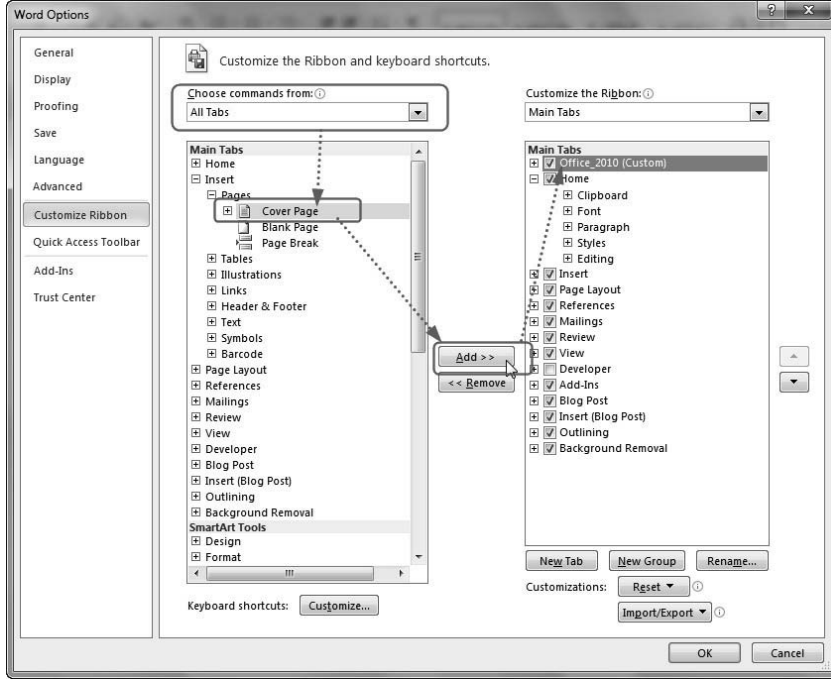 Word Options
General
Display
Proofing
Save
Language
Advanced
Customize Ribbon
Quick Access Toolbar
Add-Ins
Trust Center
Customize the Ribbon and keyboard shortcuts.
Choose commands from:
All Tabs
Main Tabs
Home
Insert
Pages
Cover Page
Blank Page
Page Break
Tables
Illustrations
Links
Header & Footer
Text
Symbols
Barcode
Page Layout
References
Mailings
Review
View
Developer
Blog Post
Insert (Blog Post)
Outlining
Background Removal
SmartArt Tools
Design
Format
Keyboard shortcuts: Customize...
Add >>
<< Remove
Customize the Ribbon:
Main Tabs
Main Tabs
Office_2010 (Custom)
Home
Clipboard
Font
Paragraph
Styles
Editing
Insert
Page Layout
References
Mailings
Review
View
Developer
Add-Ins
Blog Post
Insert (Blog Post)
Outlining
Background Removal
New Tab New Group Rename...
Customizations: Reset
Import/Export
OK Cancel